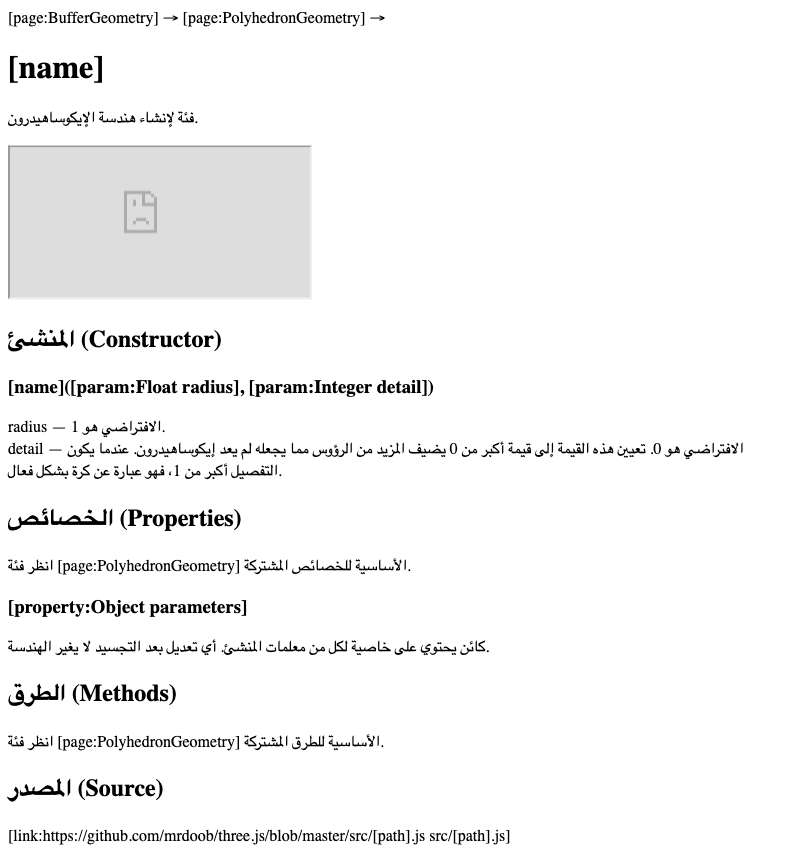 [page:BufferGeometry] → [page:PolyhedronGeometry] →
[name]
فئة لإنشاء هندسة الإيكوساهيدرون.
المنشئ (Constructor)
[name]([param:Float radius], [param:Integer detail])
radius — الافتراضي هو 1.
detail — الافتراضي هو 0. تعيين هذه القيمة إلى قيمة أكبر من 0 يضيف المزيد من الرؤوس مما يجعله لم يعد إيكوساهيدرون. عندما يكون
التفصيل أكبر من 1، فهو عبارة عن كرة بشكل فعال.
الخصائص (Properties)
انظر فئة [page:PolyhedronGeometry] الأساسية للخصائص المشتركة.
[property:Object parameters]
كائن يحتوي على خاصية لكل من معلمات المنشئ. أي تعديل بعد التجسيد لا يغير الهندسة.
الطرق (Methods)
انظر فئة [page:PolyhedronGeometry] الأساسية للطرق المشتركة.
المصدر (Source)
[link:https://github.com/mrdoob/three.js/blob/master/src/[path].js src/[path].js]